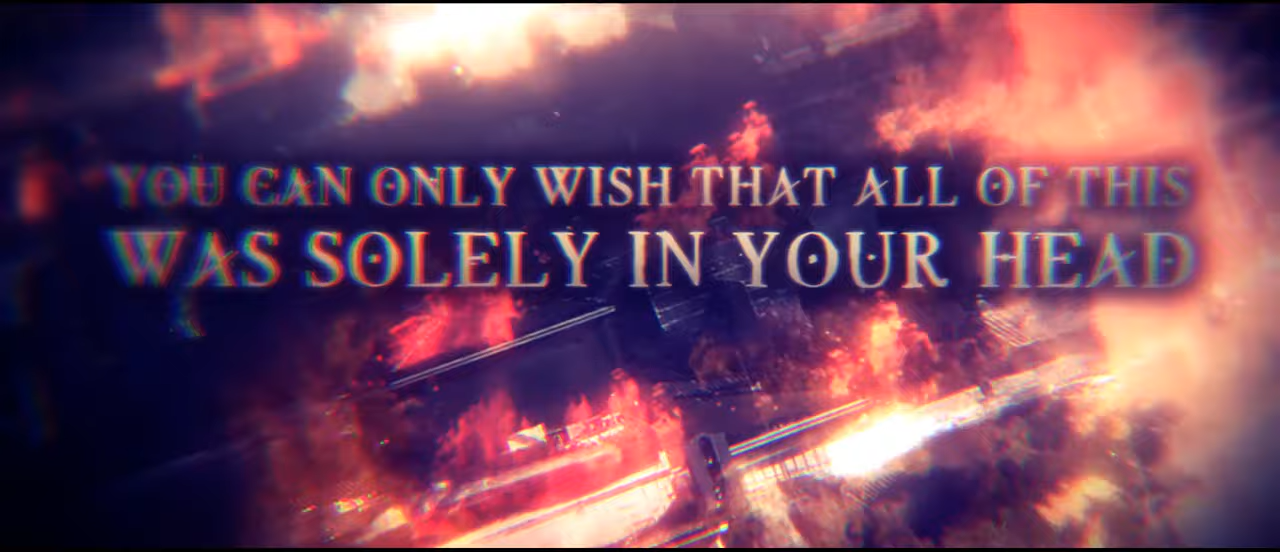 YOU CAN ONLY WISH THAT ALL OF THIS
WAS SOLELY IN YOUR HEAD